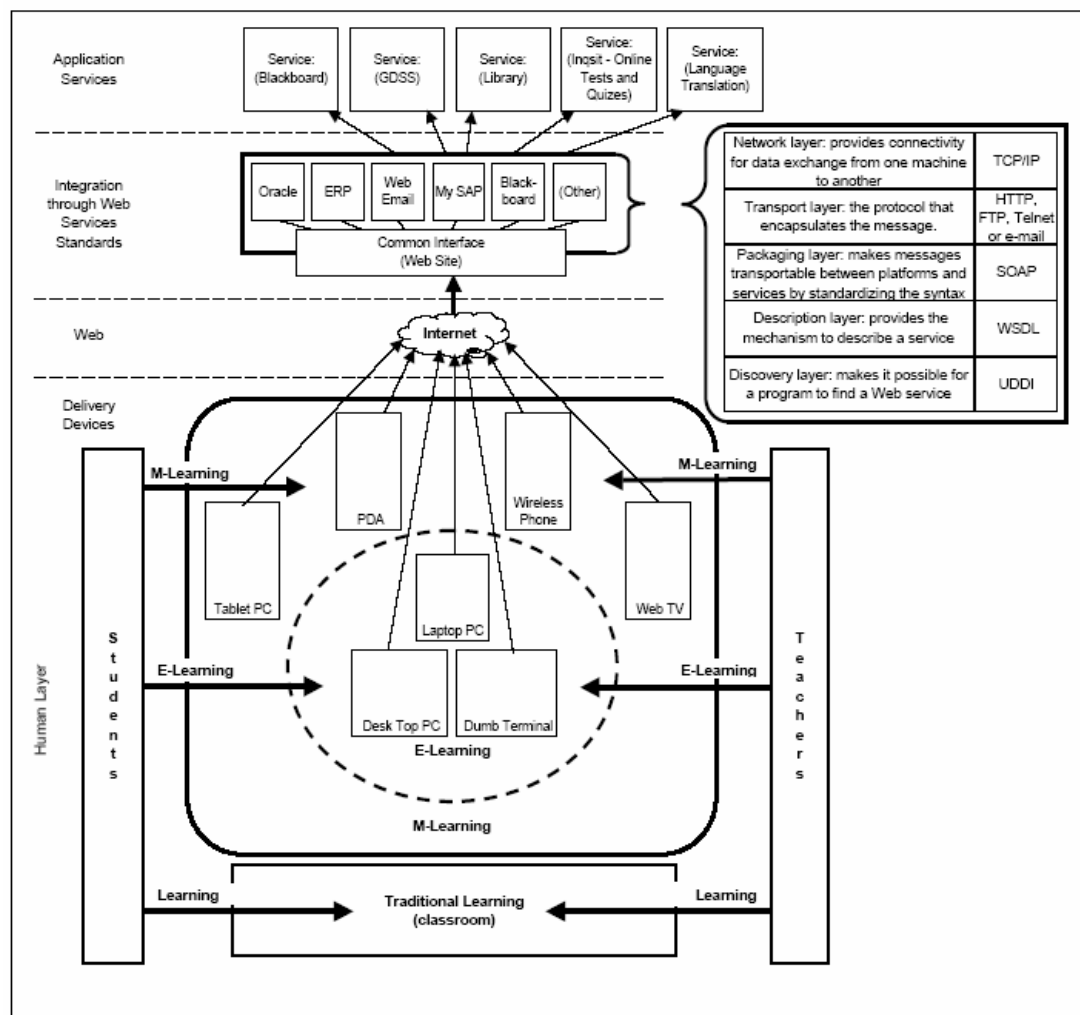 Application
Services
Service:
(Blackboard)
Service:
(GDSS)
Service:
(Library)
Service:
(Inqsit - Online
Tests and
Quizes)
Service:
(Language
Translation)
Integration
through Web
Services
Standards
Oracle
ERP
Web
Email
My SAP
Black-
board
(Other)
Common Interface
(Web Site)
Network layer: provides connectivity
for data exchange from one machine
to another
TCP/IP
Transport layer: the protocol that
encapsulates the message.
HTTP,
FTP, Telnet
or e-mail
Packaging layer: makes messages
transportable between platforms and
services by standardizing the syntax
SOAP
Description layer: provides the
mechanism to describe a service
WSDL
Discovery layer: makes it possible for
a program to find a Web service
UDDI
Web
Internet
Delivery
Devices
M-Learning
M-Learning
PDA
Wireless
Phone
Tablet PC
Web TV
Laptop PC
Human Layer
Students
E-Learning
E-Learning
Teachers
Desk Top PC
Dumb Terminal
E-Learning
M-Learning
Learning
Traditional Learning
(classroom)
Learning